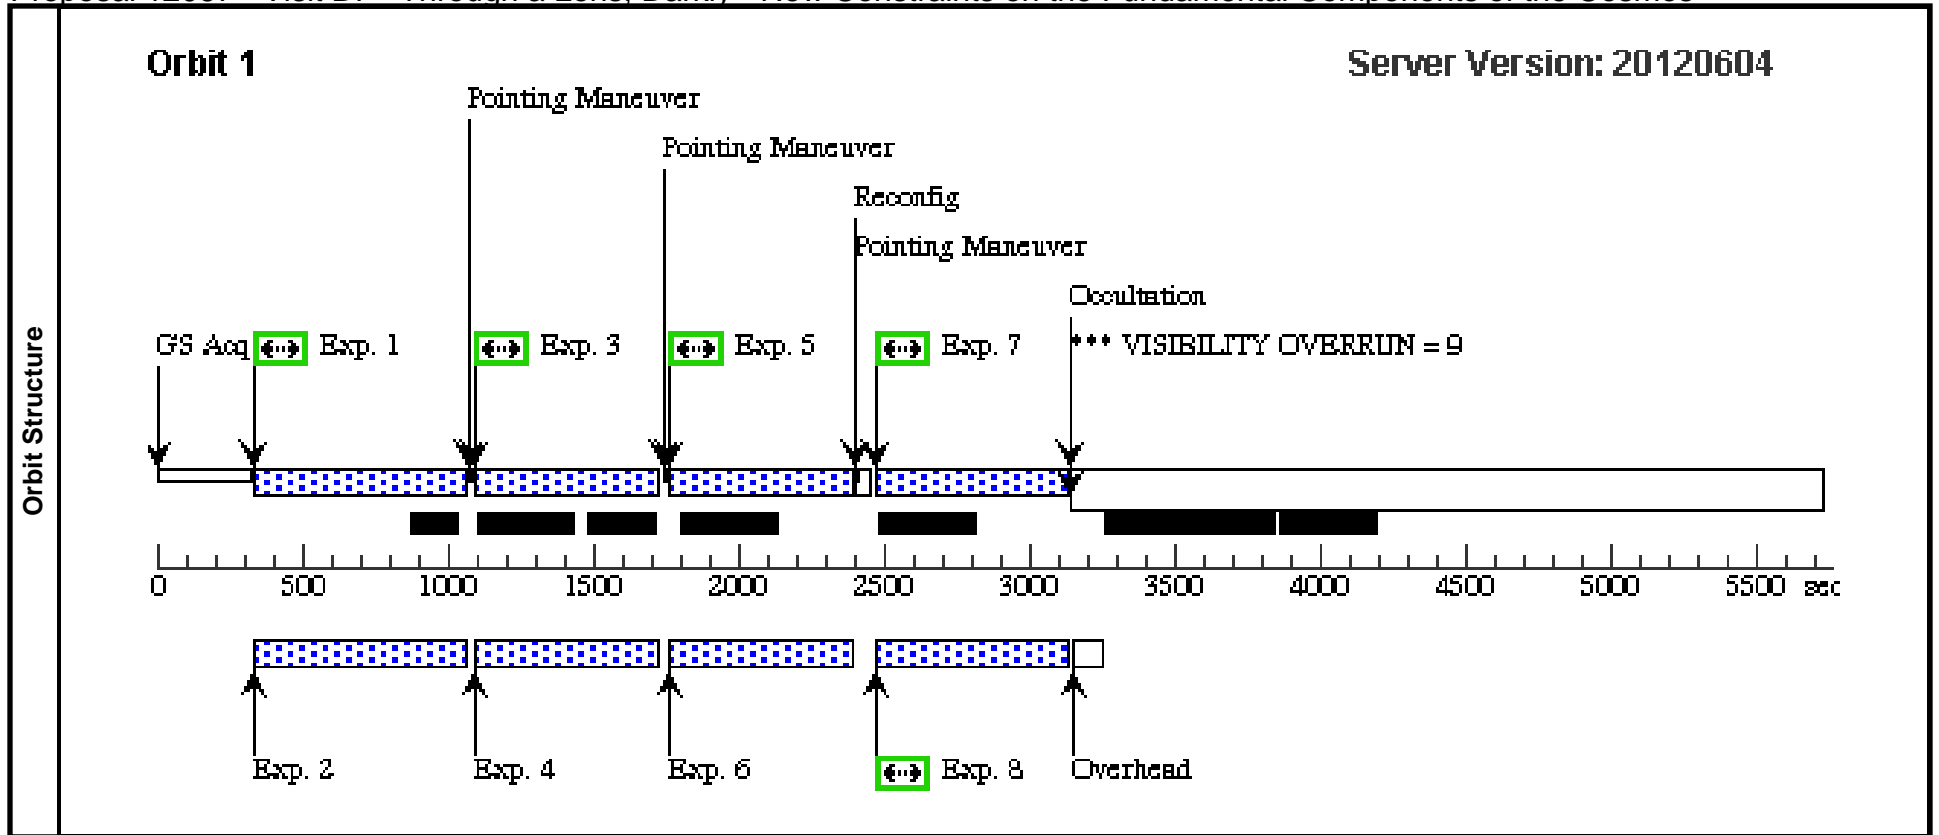 Orbit 1
Server Version: 20120604
Pointing Maneuver
Pointing Maneuver
Reconfig
Pointing Maneuver
Occultation
GS Acq Exp. 1 Exp. 3 Exp. 5 Exp. 7 *** VISIBILITY OVERRUN = 9
Orbit Structure
0 500 1000 1500 2000 2500 3000 3500 4000 4500 5000 5500 sec
Exp. 2 Exp. 4 Exp. 6 Exp. 8 Overhead